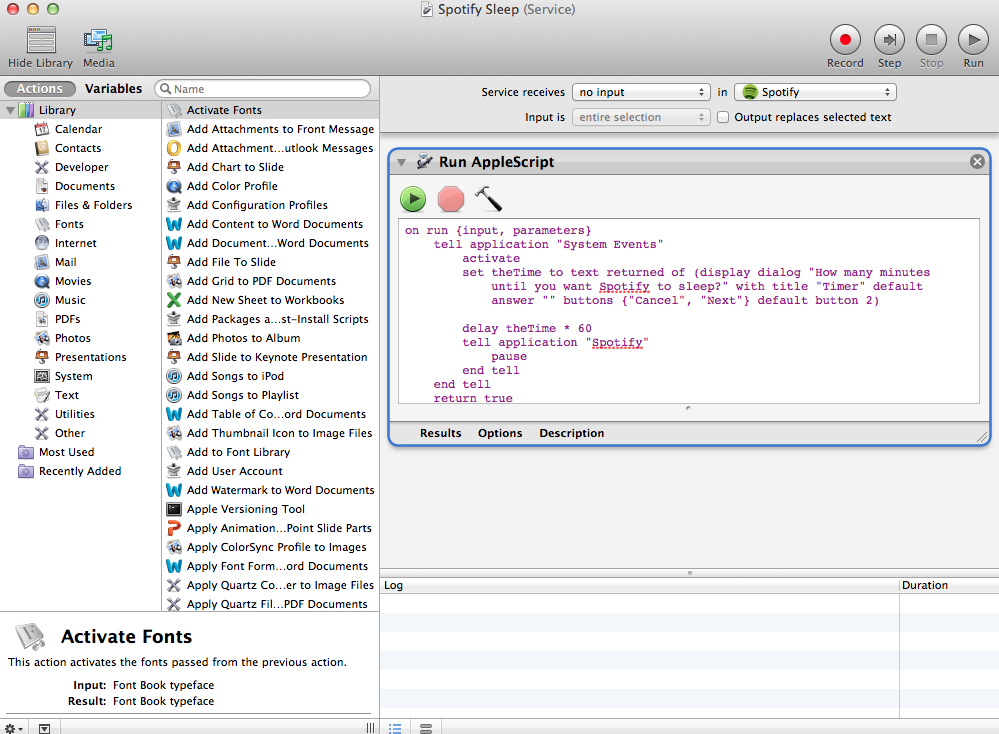 Spotify Sleep (Service)
Hide Library
Media
Record
Step
Stop
Run
Actions
Variables
Name
Service receives
no input
in
Spotify
Input is
entire selection
Output replaces selected text
Library
Calendar
Contacts
Developer
Documents
Files & Folders
Fonts
Internet
Mail
Movies
Music
PDFs
Photos
Presentations
System
Text
Utilities
Other
Most Used
Recently Added
Activate Fonts
Add Attachments to Front Message
Add Attachment...utlook Messages
Add Chart to Slide
Add Color Profile
Add Configuration Profiles
Add Content to Word Documents
Add Document...Word Documents
Add File To Slide
Add Grid to PDF Documents
Add New Sheet to Workbooks
Add Packages a...st-Install Scripts
Add Photos to Album
Add Slide to Keynote Presentation
Add Songs to iPod
Add Songs to Playlist
Add Table of Co...ord Documents
Add Thumbnail Icon to Image Files
Add to Font Library
Add User Account
Add Watermark to Word Documents
Apple Versioning Tool
Apply Animation...Point Slide Parts
Apply ColorSync Profile to Images
Apply Font Form...ord Documents
Apply Quartz Co...er to Image Files
Apply Quartz Fil...PDF Documents
Run AppleScript
on run {input, parameters}
tell application "System Events"
activate
set theTime to text returned of (display dialog "How many minutes
until you want Spotify to sleep?" with title "Timer" default
answer "" buttons {"Cancel", "Next"} default button 2)
delay theTime * 60
tell application "Spotify"
pause
end tell
end tell
return true
Results
Options
Description
Log
Duration
Activate Fonts
This action activates the fonts passed from the previous action.
Input: Font Book typeface
Result: Font Book typeface